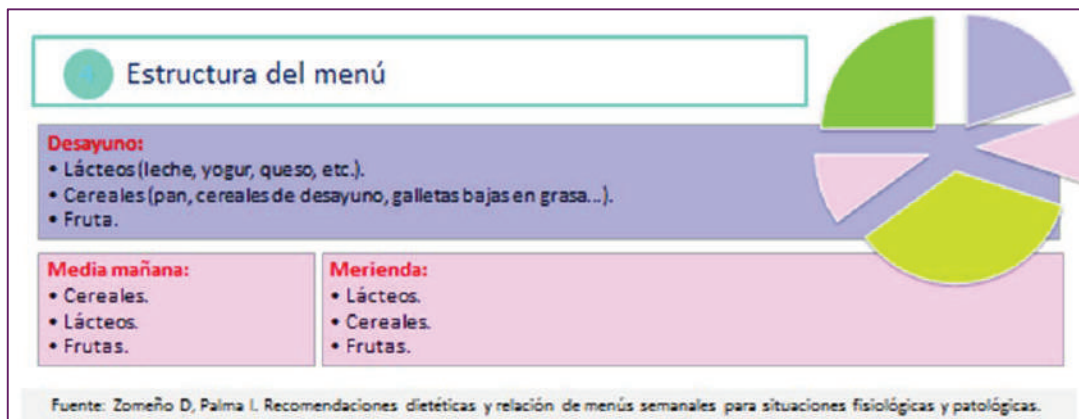 Estructura del menú
Desayuno:
• Lácteos (leche, yogur, queso, etc.).
• Cereales (pan, cereales de desayuno, galletas bajas en grasa...).
• Fruta.
Media mañana:
• Cereales.
• Lácteos.
• Frutas.
Merienda:
• Lácteos.
• Cereales.
• Frutas.
Fuente: Zomeño D, Palma I. Recomendaciones dietéticas y relación de menús semanales para situaciones fisiológicas y patológicas.